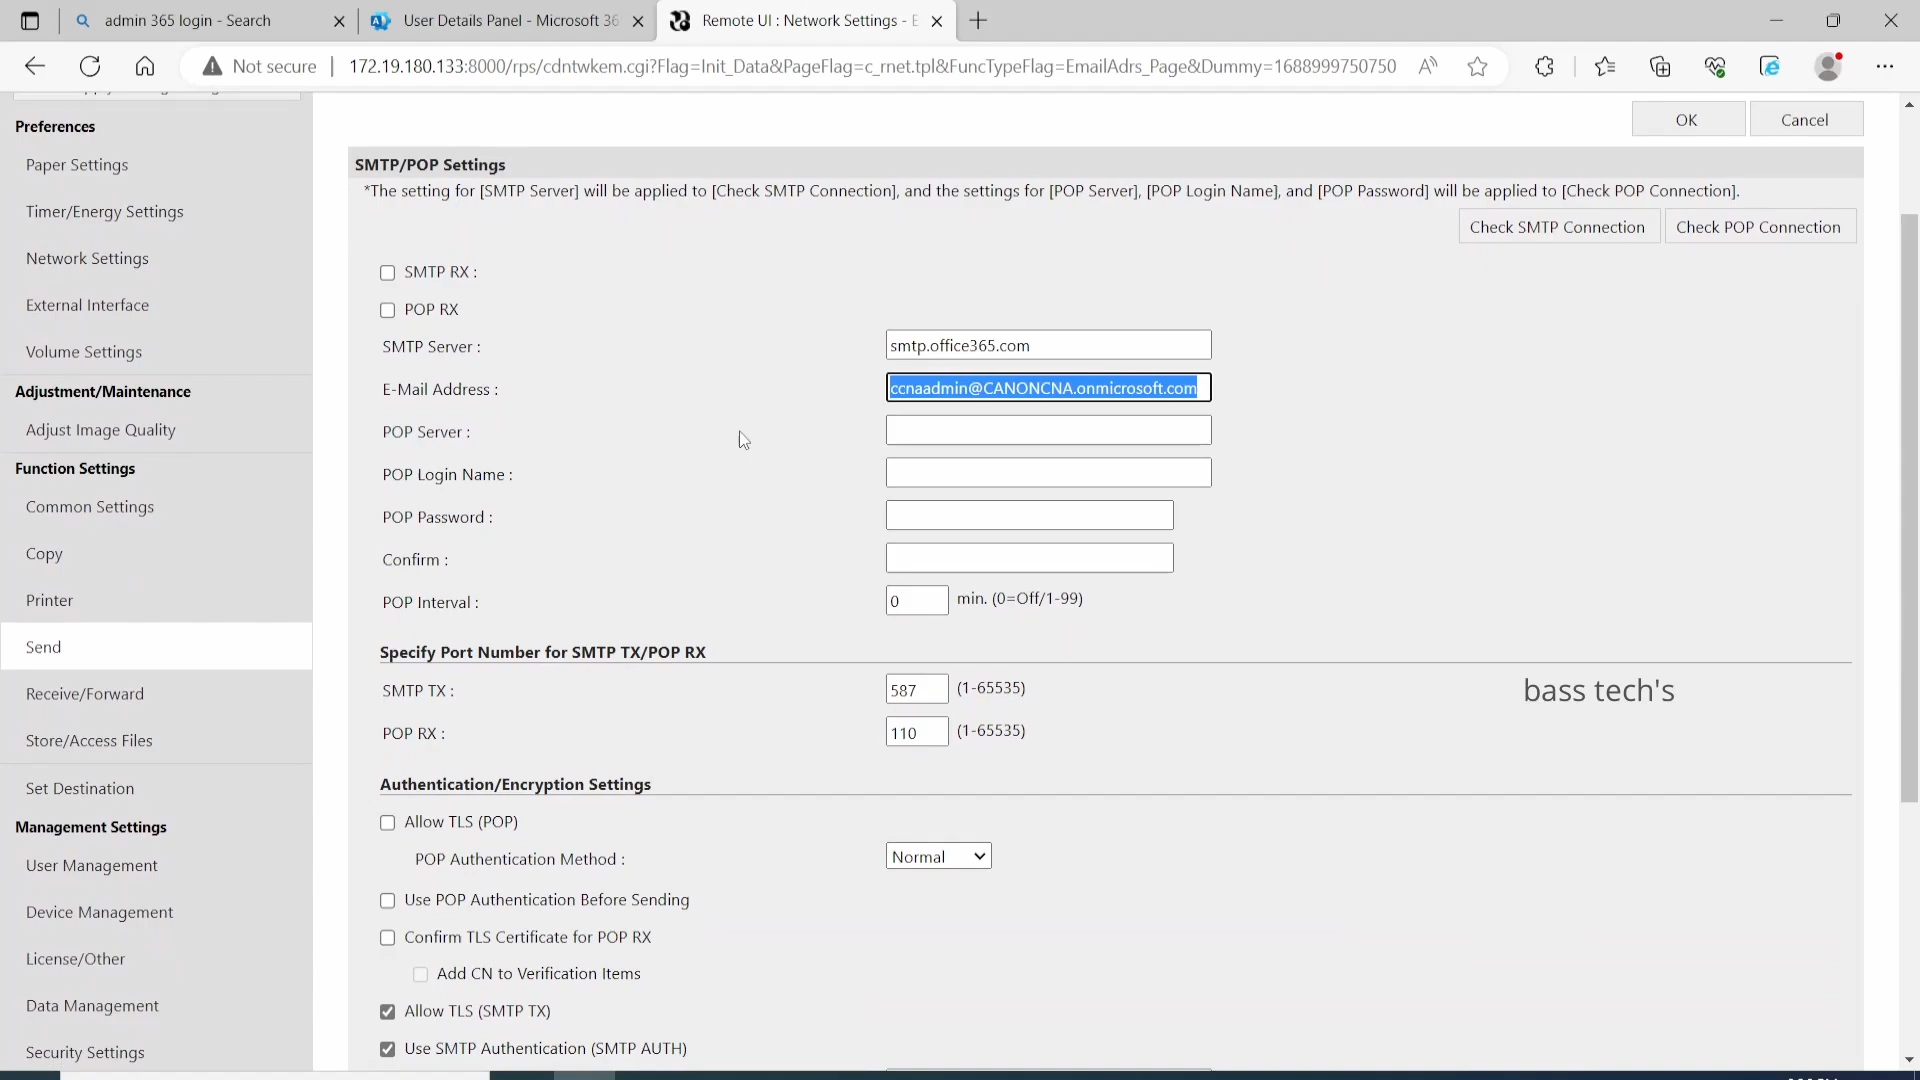 admin 365 login - Search
User Details Panel - Microsoft 36
Remote UI : Network Settings - E
Not secure
172.19.180.133:8000/rps/cdntwkem.cgi?Flag=Init_Data&PageFlag=c_rnet.tpl&FuncTypeFlag=EmailAdrs_Page&Dummy=1688999750750
Preferences
Paper Settings
Timer/Energy Settings
Network Settings
External Interface
Volume Settings
Adjustment/Maintenance
Adjust Image Quality
Function Settings
Common Settings
Copy
Printer
Send
Receive/Forward
Store/Access Files
Set Destination
Management Settings
User Management
Device Management
License/Other
Data Management
Security Settings
OK Cancel
SMTP/POP Settings
*The setting for [SMTP Server] will be applied to [Check SMTP Connection], and the settings for [POP Server], [POP Login Name], and [POP Password] will be applied to [Check POP Connection].
Check SMTP Connection Check POP Connection
SMTP RX :
POP RX
SMTP Server : smtp.office365.com
E-Mail Address : ccnaadmin@CANONCNA.onmicrosoft.com
POP Server :
POP Login Name :
POP Password :
Confirm :
POP Interval : 0 min. (0=Off/1-99)
Specify Port Number for SMTP TX/POP RX
SMTP TX : 587 (1-65535)
bass tech's
POP RX : 110 (1-65535)
Authentication/Encryption Settings
Allow TLS (POP)
POP Authentication Method : Normal
Use POP Authentication Before Sending
Confirm TLS Certificate for POP RX
Add CN to Verification Items
Allow TLS (SMTP TX)
Use SMTP Authentication (SMTP AUTH)